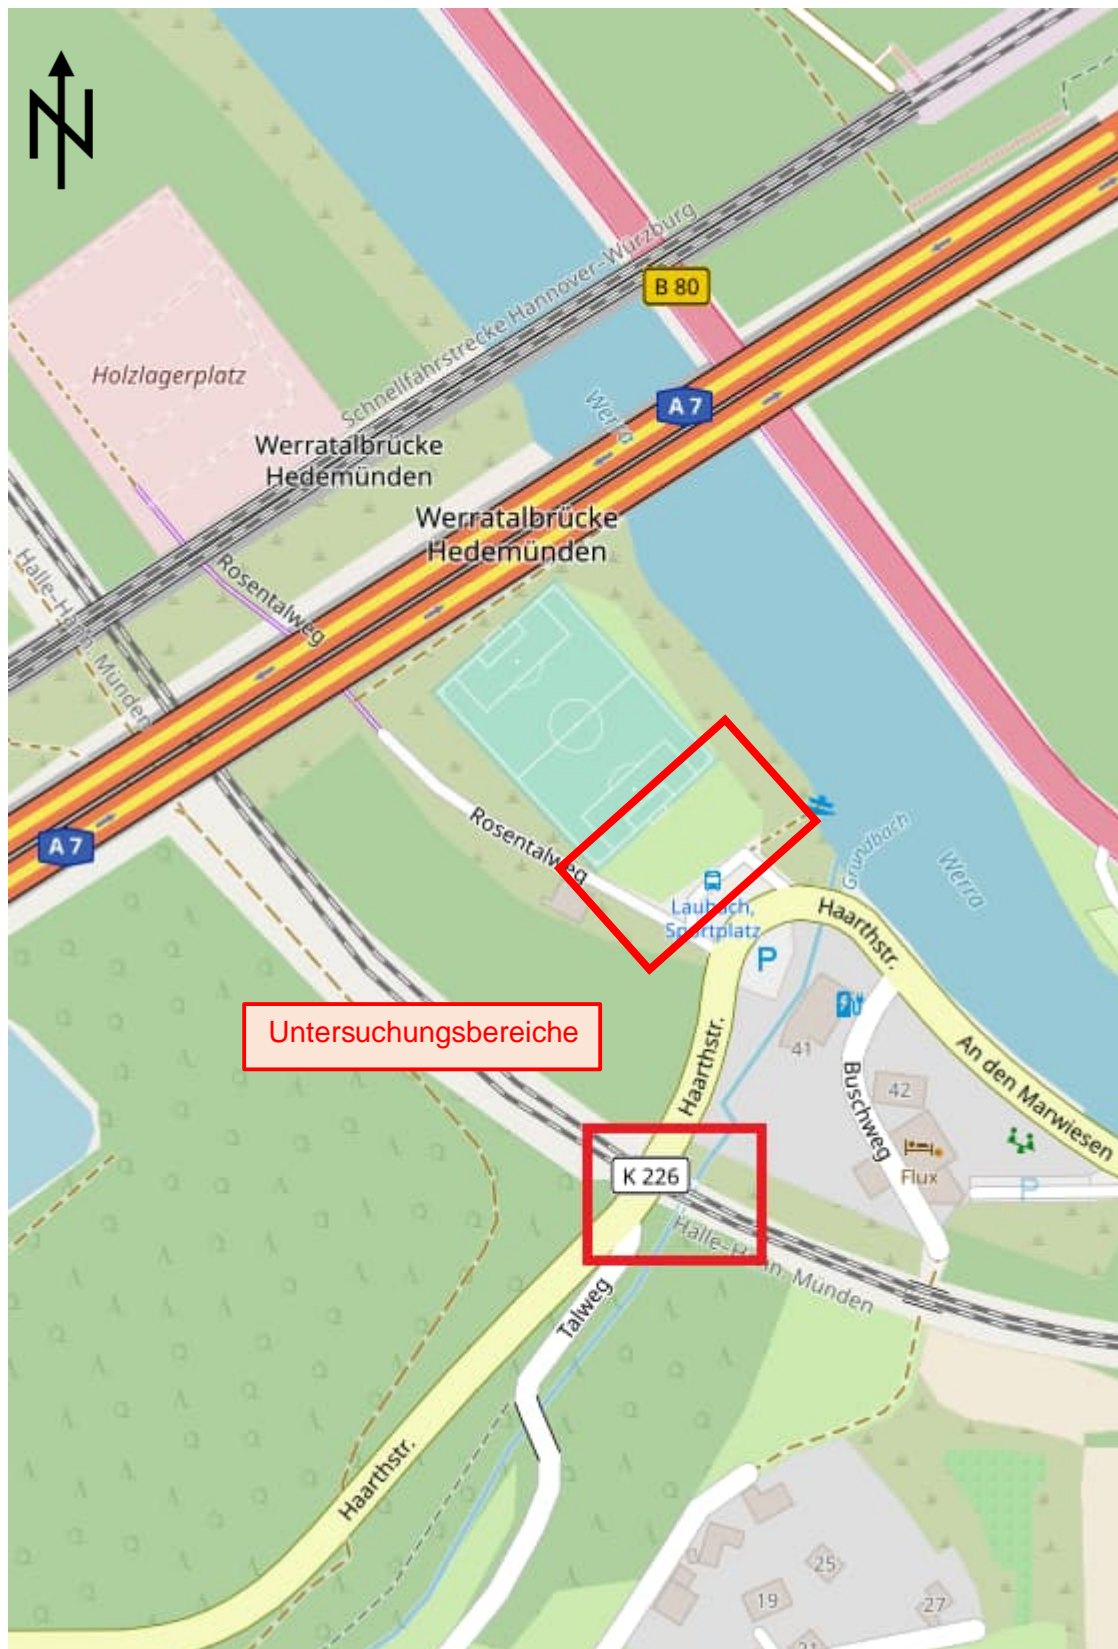 N
Schnellfahrstrecke Hannover-Würzburg
B 80
Holzlagerplatz
A 7
Werra
Werratalbrücke
Hedemünden
Werratalbrücke
Hedemünden
Rosentalweg
Halle-Hann. Münden
A 7
Rosentalweg
Grundbach
Werra
Laubach,
Sportplatz
Haarthstr.
P
Untersuchungsbereiche
41
Haarthstr.
An den Marwiesen
Buschweg
42
Flux
P
K 226
Halle-Hann. Münden
Talweg
Haarthstr.
25
19
27
21